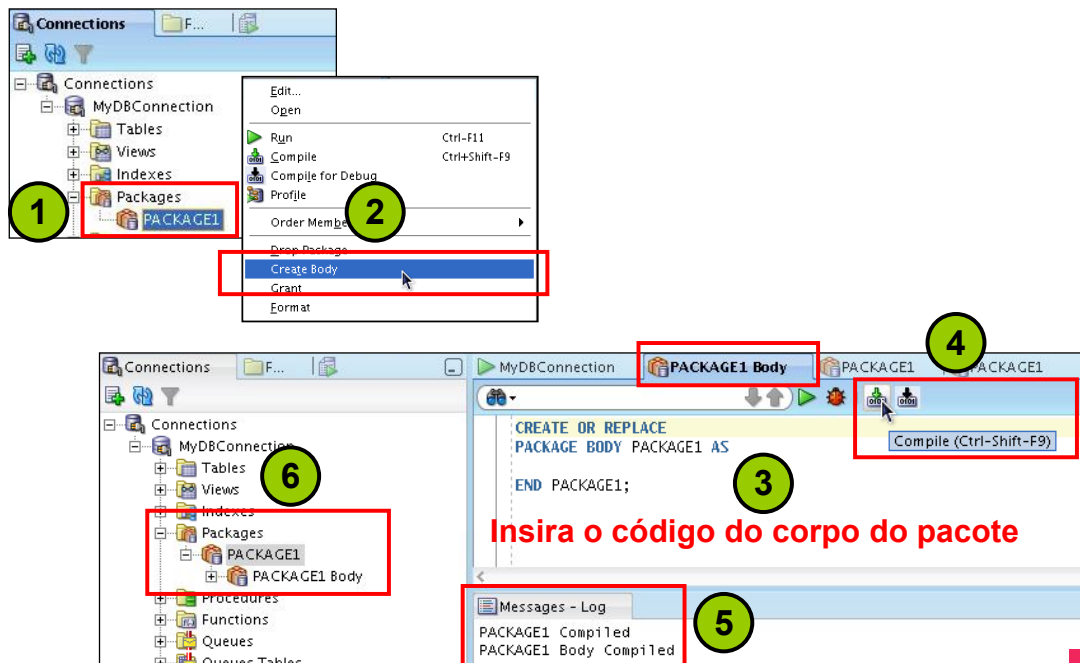 Connections
F...
Connections
MyDBConnection
Tables
Views
Indexes
Packages
PACKAGE1
1
Edit...
Open
Run Ctrl-F11
Compile Ctrl+Shift-F9
Compile for Debug
Profile
2
Drop Package
Create Body
Grant
Format
Connections
F...
Connections
MyDBConnection
Tables
Views
Indexes
Packages
PACKAGE1
PACKAGE1 Body
Procedures
Functions
Queues
Queues Tables
6
MyDBConnection
PACKAGE1 Body
PACKAGE1
PACKAGE1
4
Compile (Ctrl-Shift-F9)
CREATE OR REPLACE
PACKAGE BODY PACKAGE1 AS
END PACKAGE1;
3
Insira o código do corpo do pacote
Messages - Log
PACKAGE1 Compiled
PACKAGE1 Body Compiled
5